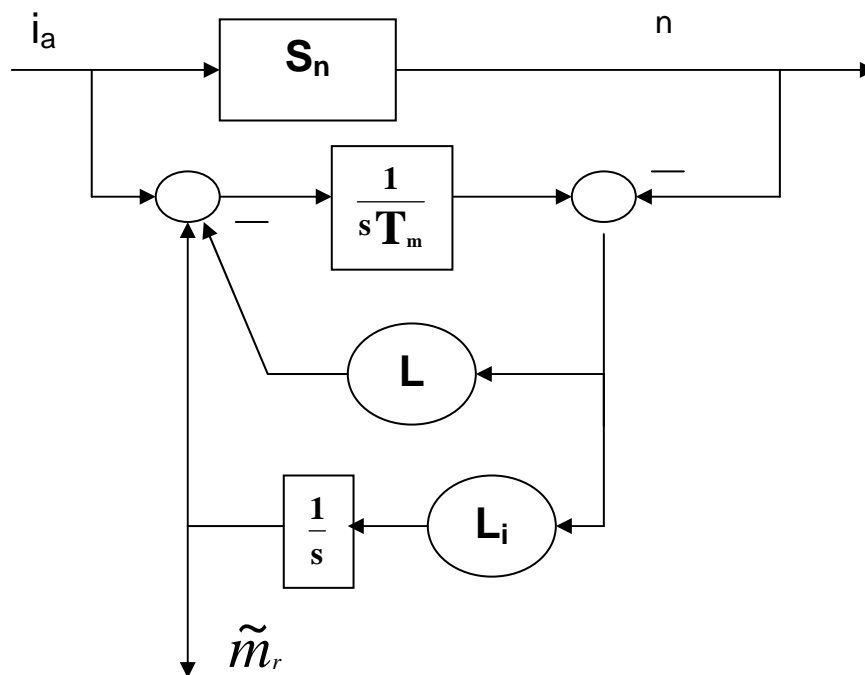 iₐ
n
Sₙ
—
1
sTₘ
—
L
1
s
Lᵢ
m̃ᵣ